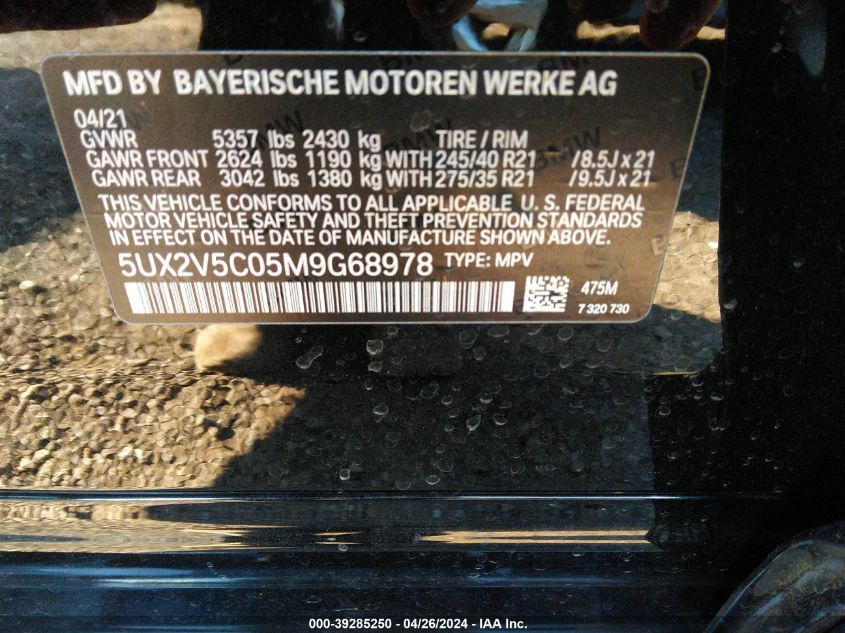 MFD BY BAYERISCHE MOTOREN WERKE AG
04/21
GVWR 5357 lbs 2430 kg TIRE / RIM
GAWR FRONT 2624 lbs 1190 kg WITH 245/40 R21 /8.5J x 21
GAWR REAR 3042 lbs 1380 kg WITH 275/35 R21 /9.5J x 21
THIS VEHICLE CONFORMS TO ALL APPLICABLE U. S. FEDERAL
MOTOR VEHICLE SAFETY AND THEFT PREVENTION STANDARDS
IN EFFECT ON THE DATE OF MANUFACTURE SHOWN ABOVE.
5UX2V5C05M9G68978 TYPE: MPV
475M
7 320 730
000-39285250 - 04/26/2024 - IAA Inc.